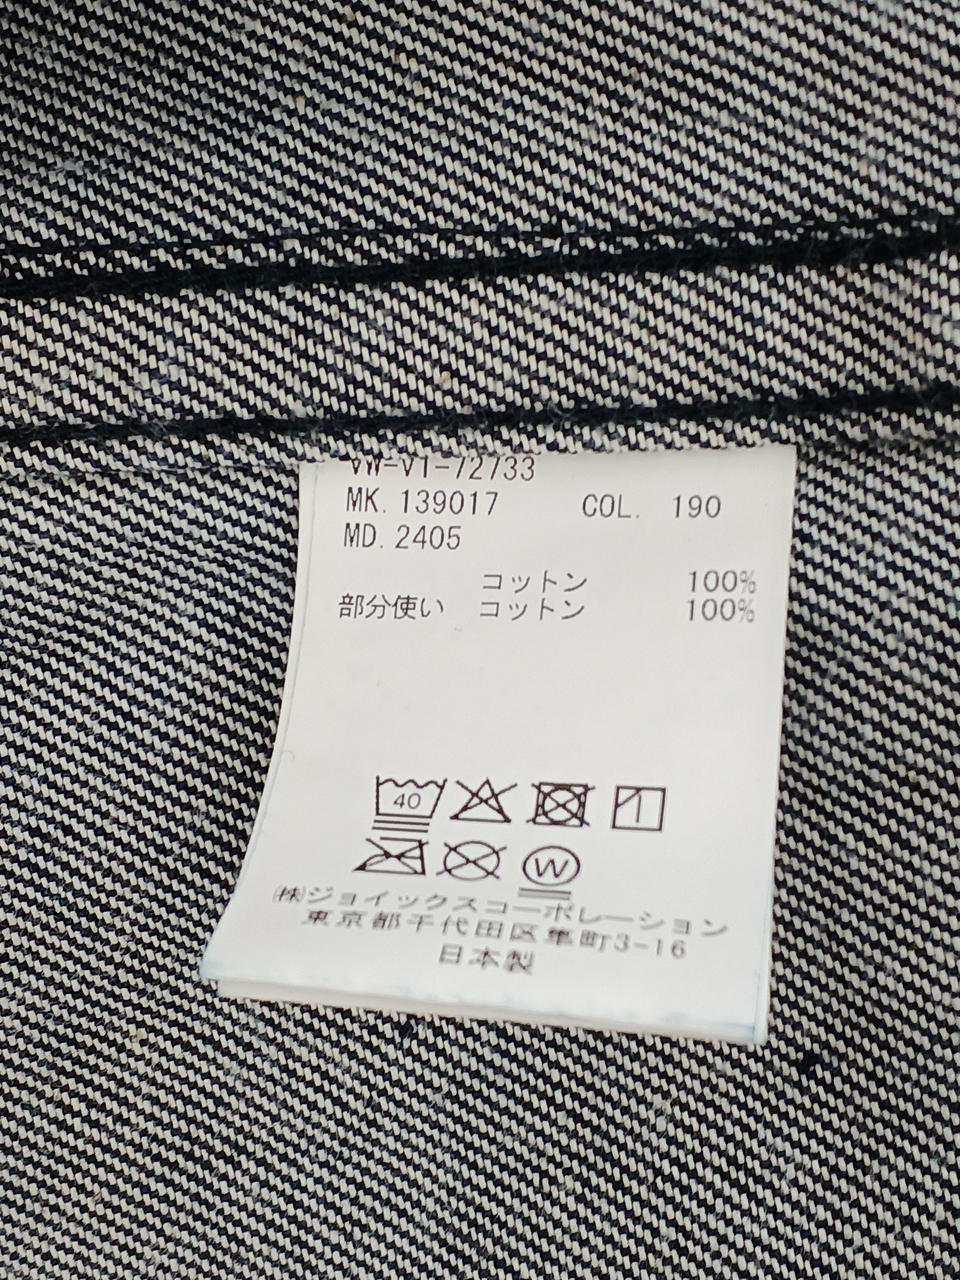 VW-VT-72733
MK. 139017 COL. 190
MD. 2405
コットン 100%
部分使い コットン 100%
40
W
㈱ジョイックスコーポレーション
東京都千代田区隼町3-16
日本製